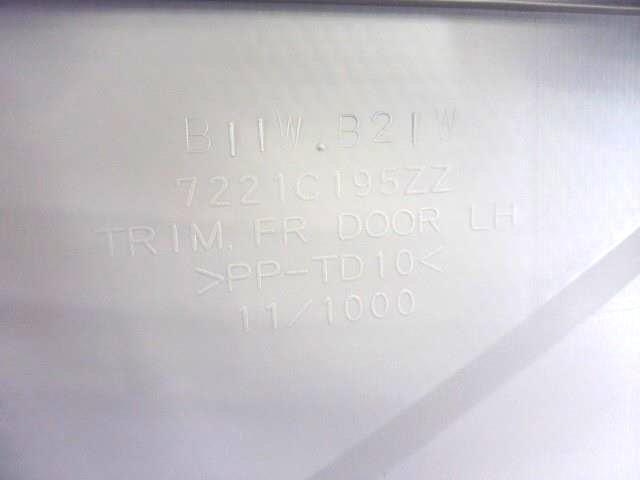 B11W.B21W
7221C195ZZ
TRIM, FR DOOR LH
>PP-TD10<
11/1000